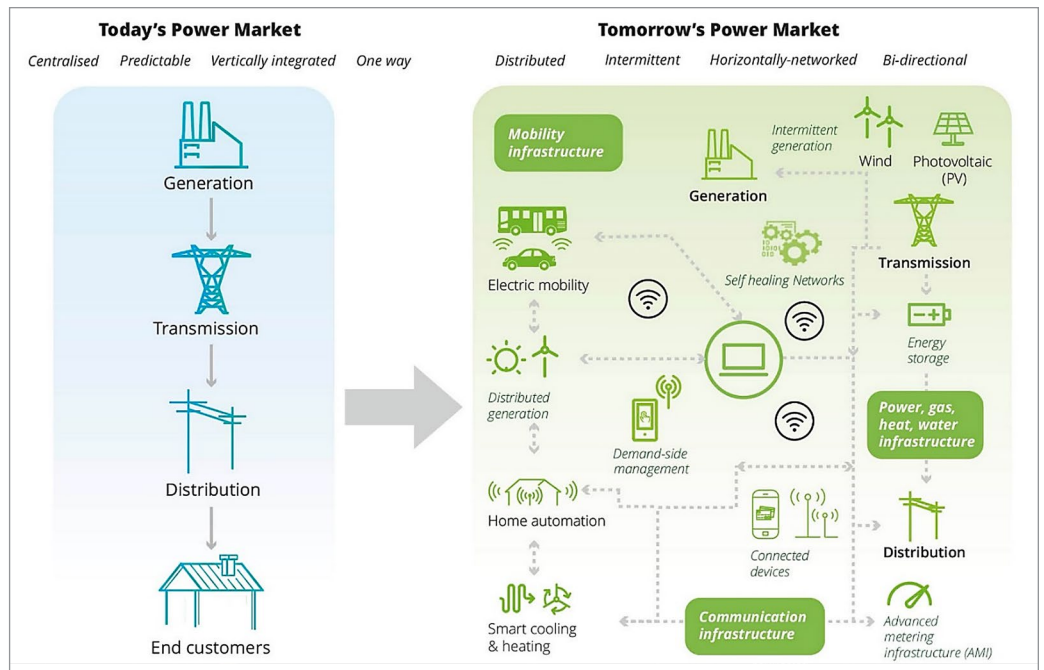 Today's Power Market
Centralised Predictable Vertically integrated One way
Generation
Transmission
Distribution
End customers
Tomorrow's Power Market
Distributed Intermittent Horizontally-networked Bi-directional
Mobility
infrastructure
Generation
Intermittent
generation
Wind
Photovoltaic
(PV)
Electric mobility
Self healing Networks
Transmission
Energy
storage
Distributed
generation
Demand-side
management
Power, gas,
heat, water
infrastructure
Home automation
Connected
devices
Distribution
Smart cooling
& heating
Communication
infrastructure
Advanced
metering
infrastructure (AMI)